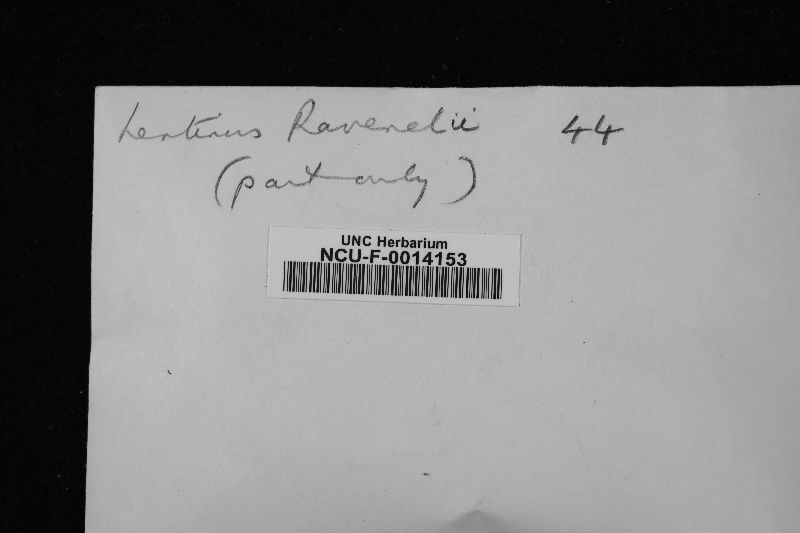 Lentinus Ravenelii 44
(part only)
UNC Herbarium
NCU-F-0014153